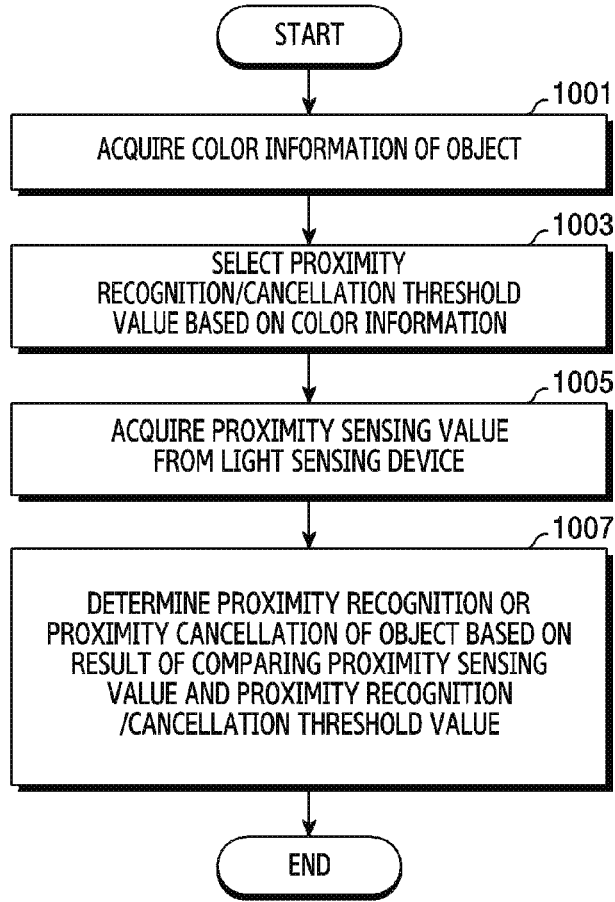 START
1001
ACQUIRE COLOR INFORMATION OF OBJECT
1003
SELECT PROXIMITY
RECOGNITION/CANCELLATION THRESHOLD
VALUE BASED ON COLOR INFORMATION
1005
ACQUIRE PROXIMITY SENSING VALUE
FROM LIGHT SENSING DEVICE
1007
DETERMINE PROXIMITY RECOGNITION OR
PROXIMITY CANCELLATION OF OBJECT BASED ON
RESULT OF COMPARING PROXIMITY SENSING
VALUE AND PROXIMITY RECOGNITION
/CANCELLATION THRESHOLD VALUE
END